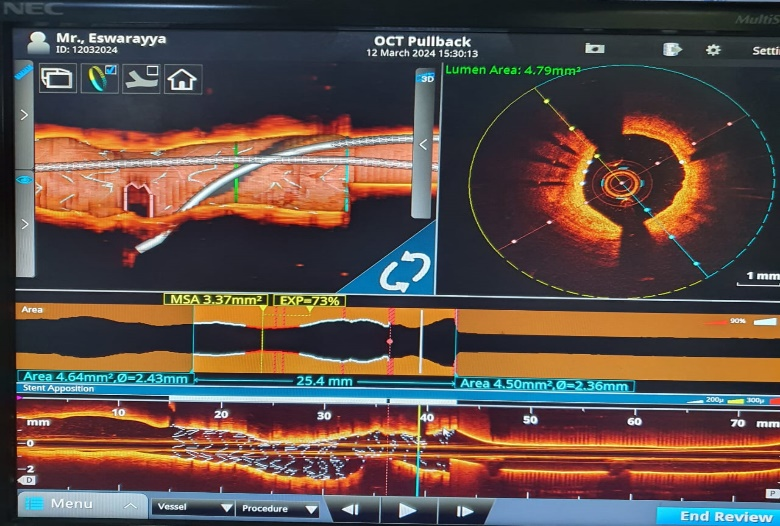 NEC
MultiS
Mr., Eswarayya
ID: 12032024
OCT Pullback
12 March 2024 15:30:13
Setti
3D
Lumen Area: 4.79mm²
1 mm
MSA 3.37mm² EXP=73%
Area
90%
Area 4.64mm²,Ø=2.43mm
25.4 mm
Area 4.50mm²,Ø=2.36mm
Stent Apposition
200µ 300µ
mm 10 20 30 40 50 60 70 mm
0
2
D
P
Menu
Vessel
Procedure
End Review